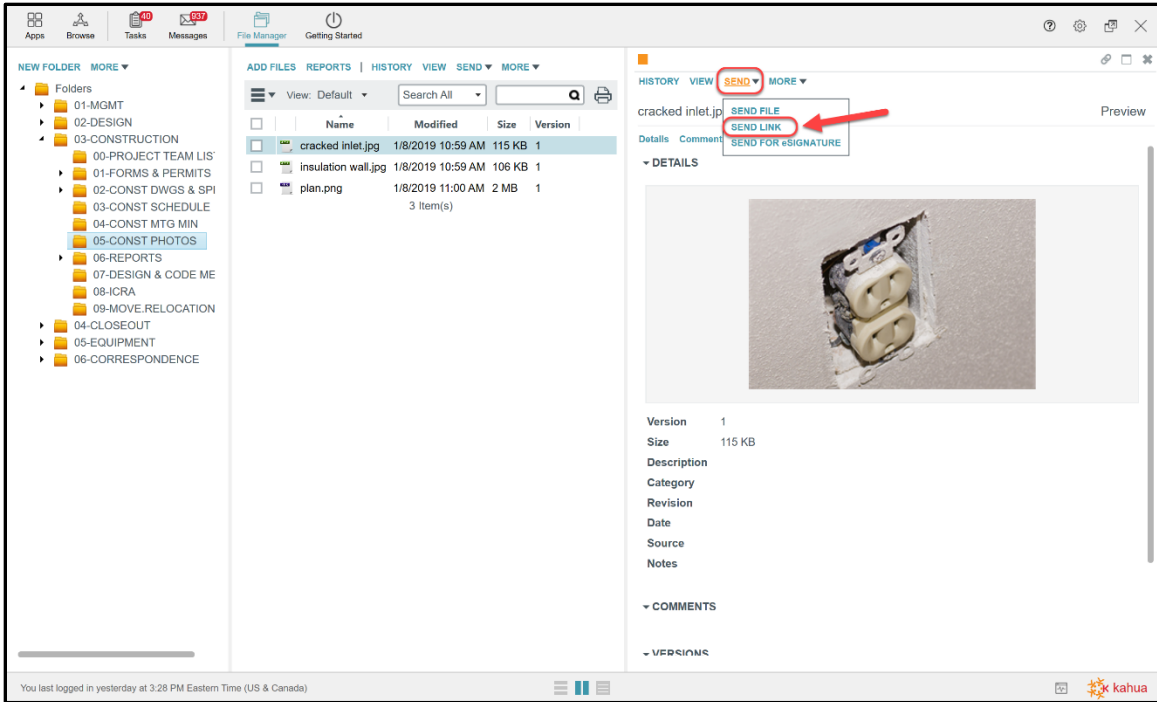 Apps Browse Tasks 40 Messages 937 File Manager Getting Started
NEW FOLDER MORE
Folders
01-MGMT
02-DESIGN
03-CONSTRUCTION
00-PROJECT TEAM LIS
01-FORMS & PERMITS
02-CONST DWGS & SPI
03-CONST SCHEDULE
04-CONST MTG MIN
05-CONST PHOTOS
06-REPORTS
07-DESIGN & CODE ME
08-ICRA
09-MOVE.RELOCATION
04-CLOSEOUT
05-EQUIPMENT
06-CORRESPONDENCE
ADD FILES REPORTS | HISTORY VIEW SEND MORE
View: Default Search All
Name Modified Size Version
cracked inlet.jpg 1/8/2019 10:59 AM 115 KB 1
insulation wall.jpg 1/8/2019 10:59 AM 106 KB 1
plan.png 1/8/2019 11:00 AM 2 MB 1
3 Item(s)
HISTORY VIEW SEND MORE
cracked inlet.jp Preview
SEND FILE
SEND LINK
SEND FOR eSIGNATURE
Details Comment
DETAILS
Version 1
Size 115 KB
Description
Category
Revision
Date
Source
Notes
COMMENTS
VERSIONS
You last logged in yesterday at 3:28 PM Eastern Time (US & Canada)
kahua